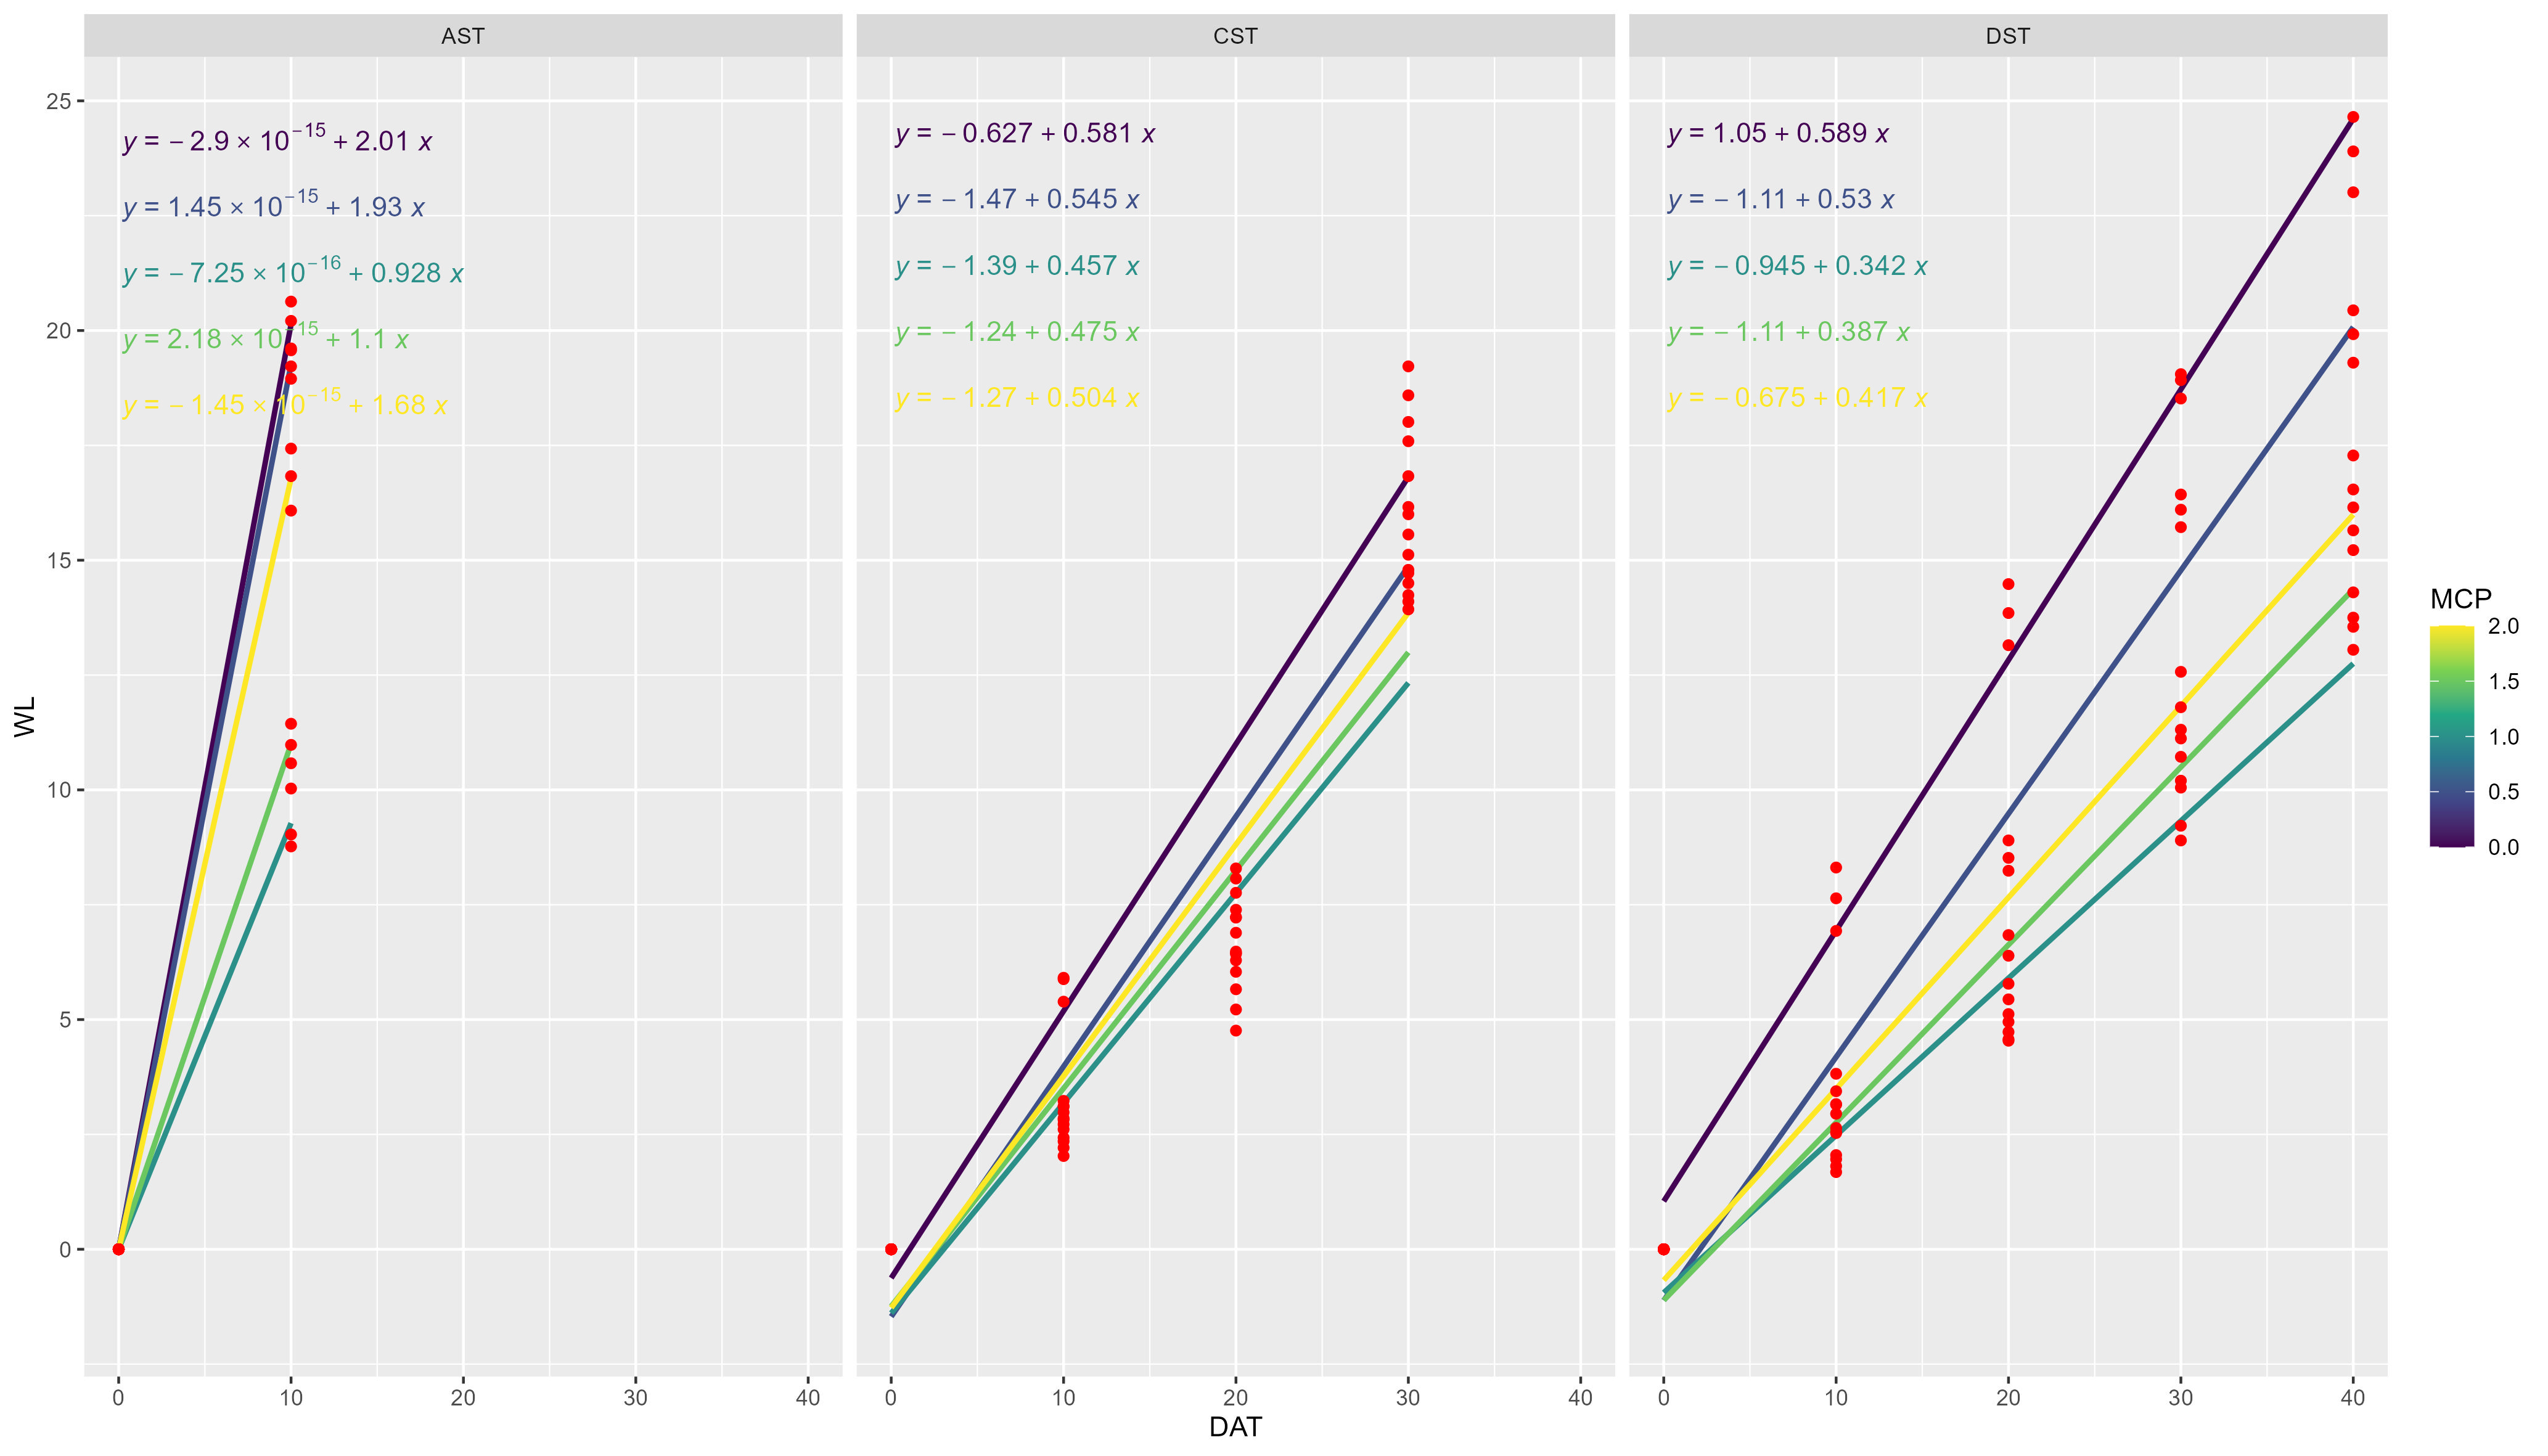 AST
CST
DST
25
20
15
10
5
0
WL
y = − 2.9 × 10⁻¹⁵ + 2.01 x
y = 1.45 × 10⁻¹⁵ + 1.93 x
y = − 7.25 × 10⁻¹⁶ + 0.928 x
y = 2.18 × 10⁻¹⁵ + 1.1 x
y = − 1.45 × 10⁻¹⁵ + 1.68 x
y = − 0.627 + 0.581 x
y = − 1.47 + 0.545 x
y = − 1.39 + 0.457 x
y = − 1.24 + 0.475 x
y = − 1.27 + 0.504 x
y = 1.05 + 0.589 x
y = − 1.11 + 0.53 x
y = − 0.945 + 0.342 x
y = − 1.11 + 0.387 x
y = − 0.675 + 0.417 x
0 10 20 30 40
0 10 20 30 40
0 10 20 30 40
DAT
MCP
2.0
1.5
1.0
0.5
0.0